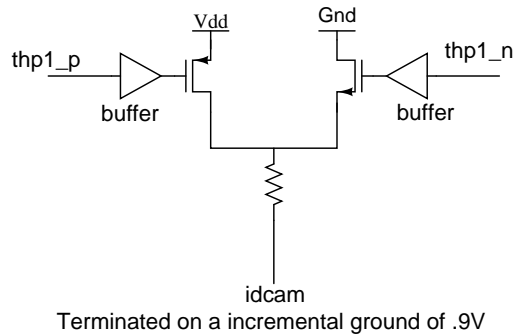 Vdd
Gnd
thp1_p
thp1_n
buffer
buffer
idcam
Terminated on a incremental ground of .9V